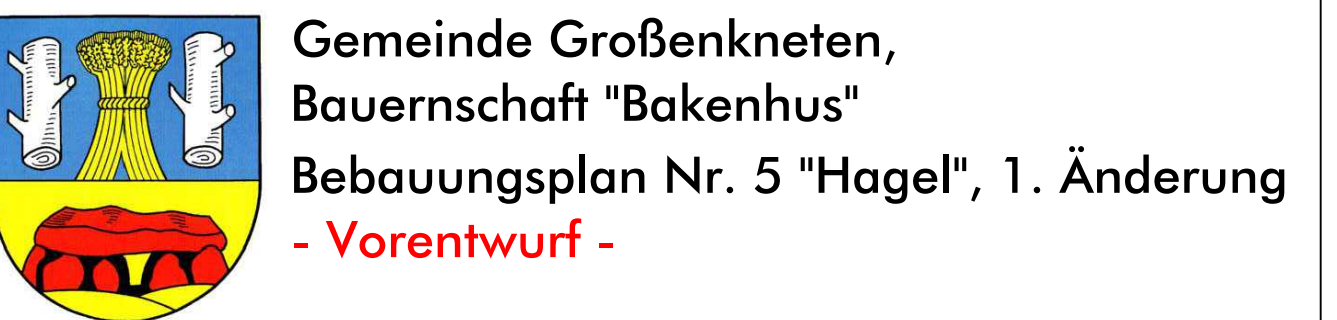 Gemeinde Großenkneten,
Bauernschaft "Bakenhus"
Bebauungsplan Nr. 5 "Hagel", 1. Änderung
- Vorentwurf -